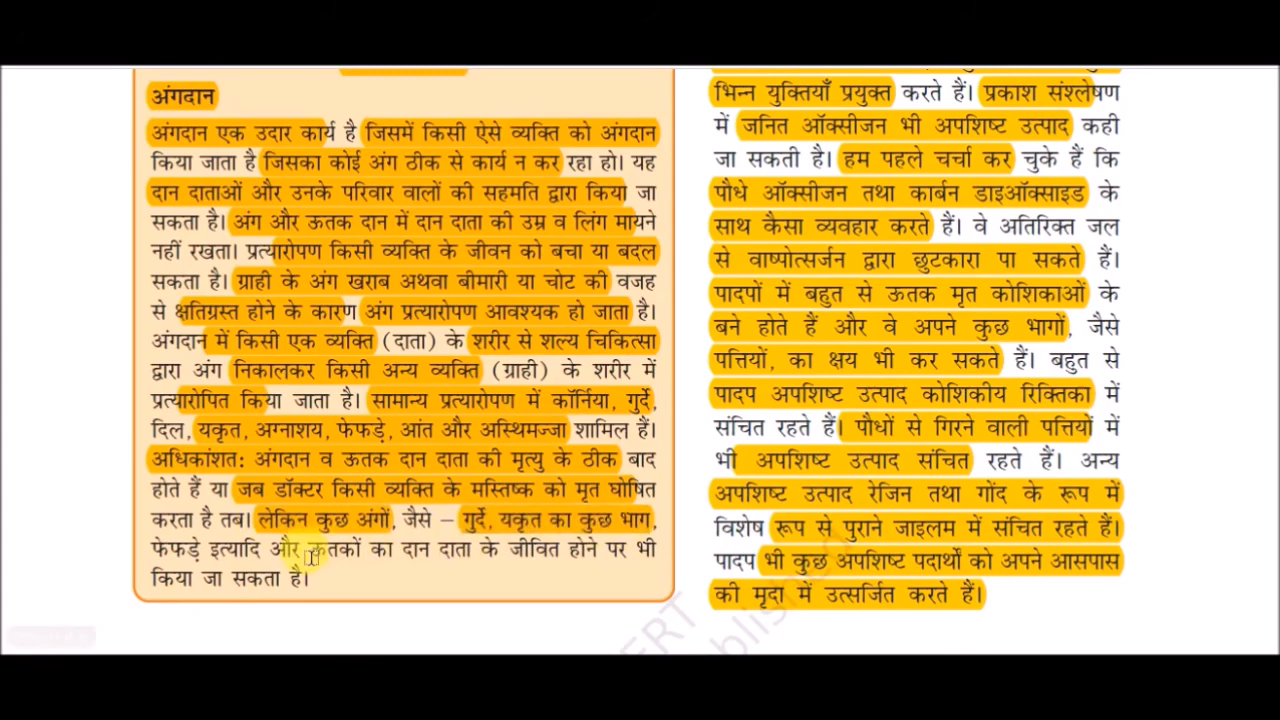 अंगदान
अंगदान एक उदार कार्य है जिसमें किसी ऐसे व्यक्ति को अंगदान
किया जाता है जिसका कोई अंग ठीक से कार्य न कर रहा हो। यह
दान दाताओं और उनके परिवार वालों की सहमति द्वारा किया जा
सकता है। अंग और ऊतक दान में दान दाता की उम्र व लिंग मायने
नहीं रखता। प्रत्यारोपण किसी व्यक्ति के जीवन को बचा या बदल
सकता है। ग्राही के अंग खराब अथवा बीमारी या चोट की वजह
से क्षतिग्रस्त होने के कारण अंग प्रत्यारोपण आवश्यक हो जाता है।
अंगदान में किसी एक व्यक्ति (दाता) के शरीर से शल्य चिकित्सा
द्वारा अंग निकालकर किसी अन्य व्यक्ति (ग्राही) के शरीर में
प्रत्यारोपित किया जाता है। सामान्य प्रत्यारोपण में कॉर्निया, गुर्दे,
दिल, यकृत, अग्नाशय, फेफड़े, आंत और अस्थिमज्जा शामिल हैं।
अधिकांशत: अंगदान व ऊतक दान दाता की मृत्यु के ठीक बाद
होते हैं या जब डॉक्टर किसी व्यक्ति के मस्तिष्क को मृत घोषित
करता है तब। लेकिन कुछ अंगों, जैसे – गुर्दे, यकृत का कुछ भाग,
फेफड़े इत्यादि और ऊतकों का दान दाता के जीवित होने पर भी
किया जा सकता है।
भिन्न युक्तियाँ प्रयुक्त करते हैं। प्रकाश संश्लेषण
में जनित ऑक्सीजन भी अपशिष्ट उत्पाद कही
जा सकती है। हम पहले चर्चा कर चुके हैं कि
पौधे ऑक्सीजन तथा कार्बन डाइऑक्साइड के
साथ कैसा व्यवहार करते हैं। वे अतिरिक्त जल
से वाष्पोत्सर्जन द्वारा छुटकारा पा सकते हैं।
पादपों में बहुत से ऊतक मृत कोशिकाओं के
बने होते हैं और वे अपने कुछ भागों, जैसे
पत्तियों, का क्षय भी कर सकते हैं। बहुत से
पादप अपशिष्ट उत्पाद कोशिकीय रिक्तिका में
संचित रहते हैं। पौधों से गिरने वाली पत्तियों में
भी अपशिष्ट उत्पाद संचित रहते हैं। अन्य
अपशिष्ट उत्पाद रेजिन तथा गोंद के रूप में
विशेष रूप से पुराने जाइलम में संचित रहते हैं।
पादप भी कुछ अपशिष्ट पदार्थों को अपने आसपास
की मृदा में उत्सर्जित करते हैं।